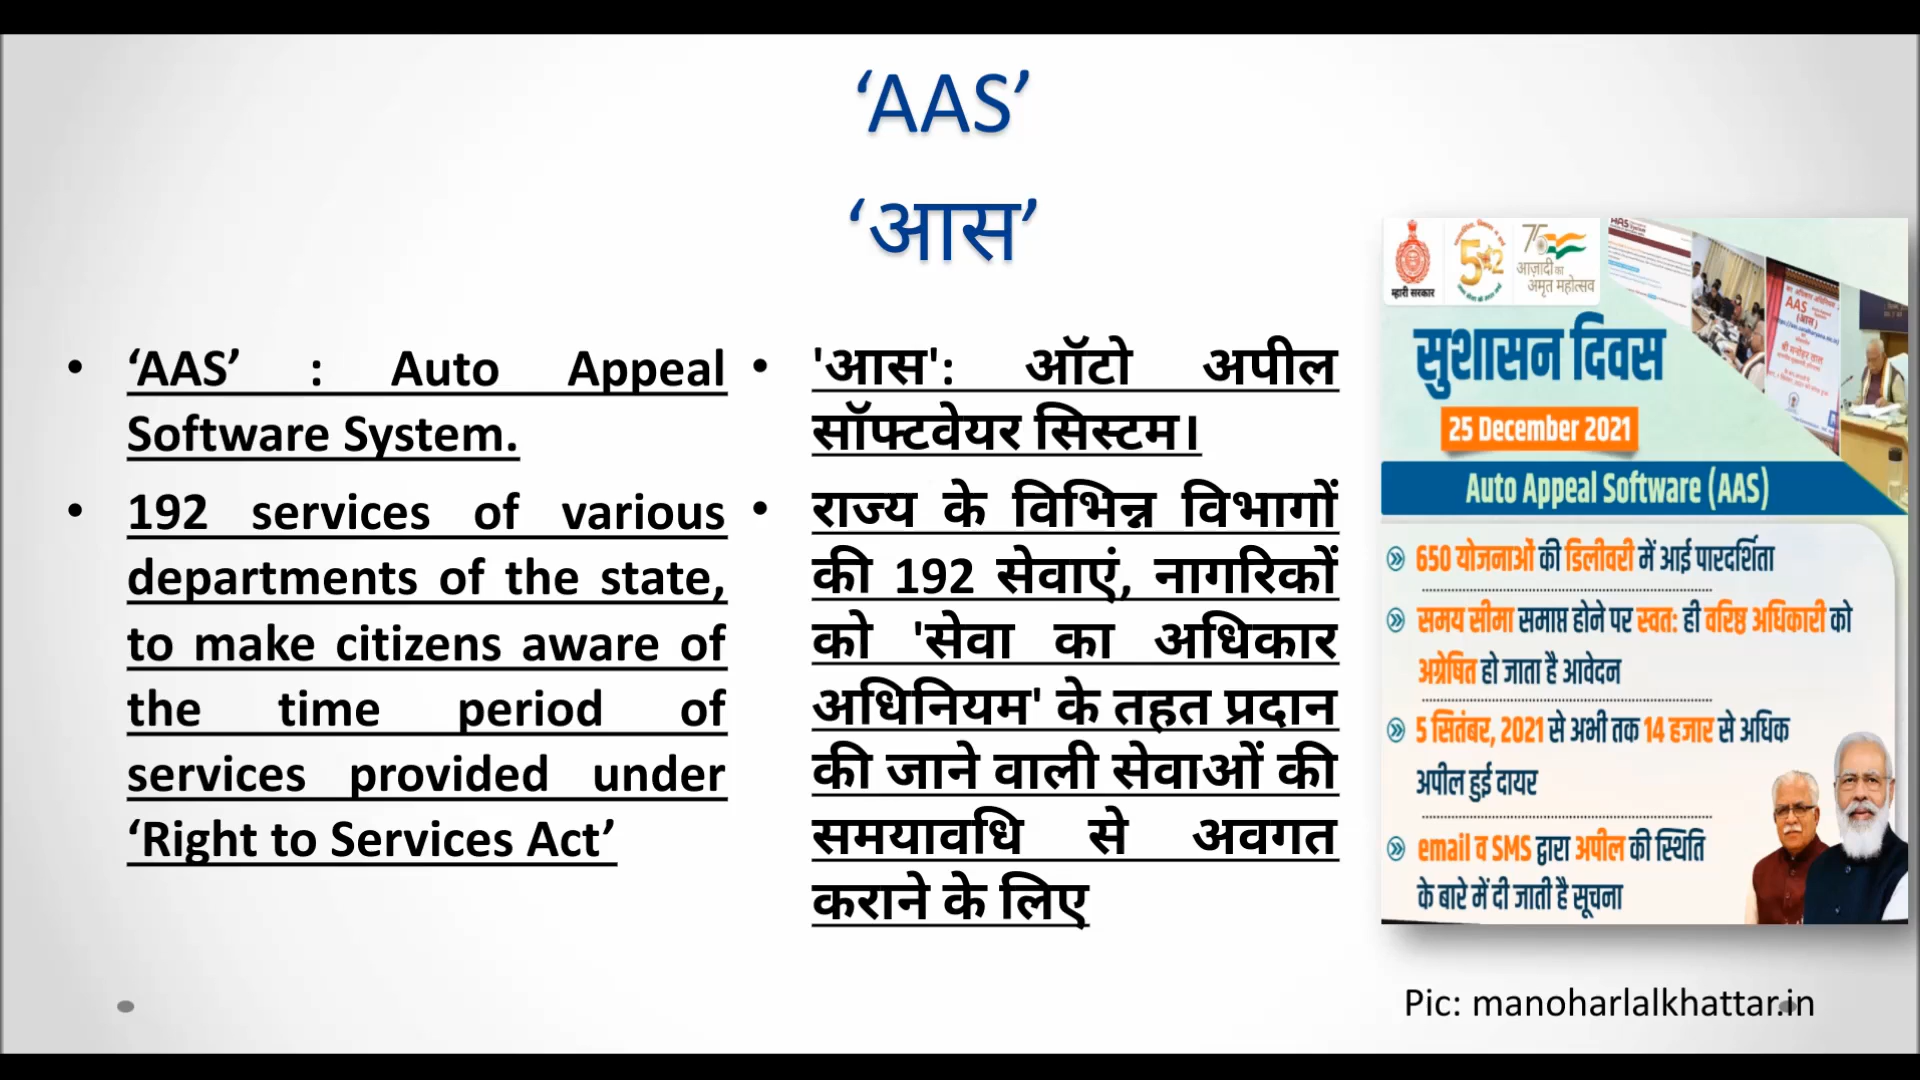 ‘AAS’
‘आस’
• ‘AAS’ : Auto Appeal
Software System.
• 192 services of various
departments of the state,
to make citizens aware of
the time period of
services provided under
‘Right to Services Act’
• 'आस': ऑटो अपील
सॉफ्टवेयर सिस्टम।
• राज्य के विभिन्न विभागों
की 192 सेवाएं, नागरिकों
को 'सेवा का अधिकार
अधिनियम' के तहत प्रदान
की जाने वाली सेवाओं की
समयावधि से अवगत
कराने के लिए
म्हारी सरकार
75
आज़ादी का
अमृत महोत्सव
AAS
(आस)
सुशासन दिवस
25 December 2021
Auto Appeal Software (AAS)
650 योजनाओं की डिलीवरी में आई पारदर्शिता
समय सीमा समाप्त होने पर स्वत: ही वरिष्ठ अधिकारी को
अग्रेषित हो जाता है आवेदन
5 सितंबर, 2021 से अभी तक 14 हजार से अधिक
अपील हुई दायर
email व SMS द्वारा अपील की स्थिति
के बारे में दी जाती है सूचना
Pic: manoharlalkhattar.in